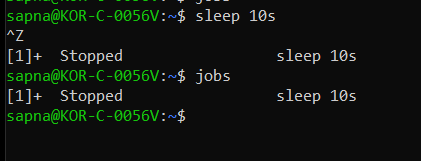 sapna@KOR-C-0056V:~$ sleep 10s
^Z
[1]+  Stopped                 sleep 10s
sapna@KOR-C-0056V:~$ jobs
[1]+  Stopped                 sleep 10s
sapna@KOR-C-0056V:~$